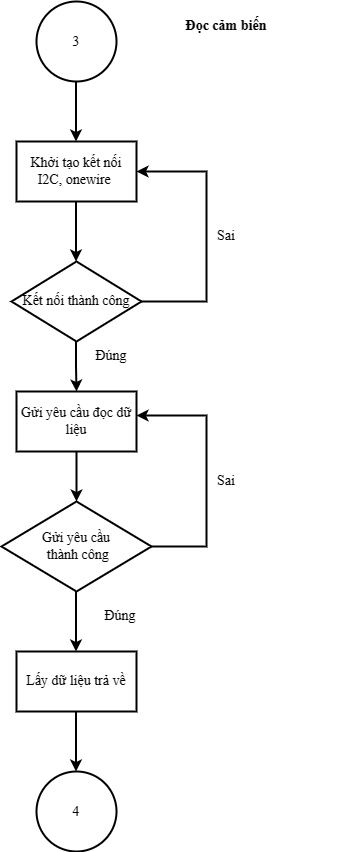 3
Đọc cảm biến
Khởi tạo kết nối
I2C, onewire
Sai
Kết nối thành công
Đúng
Gửi yêu cầu đọc dữ
liệu
Sai
Gửi yêu cầu
thành công
Đúng
Lấy dữ liệu trả về
4